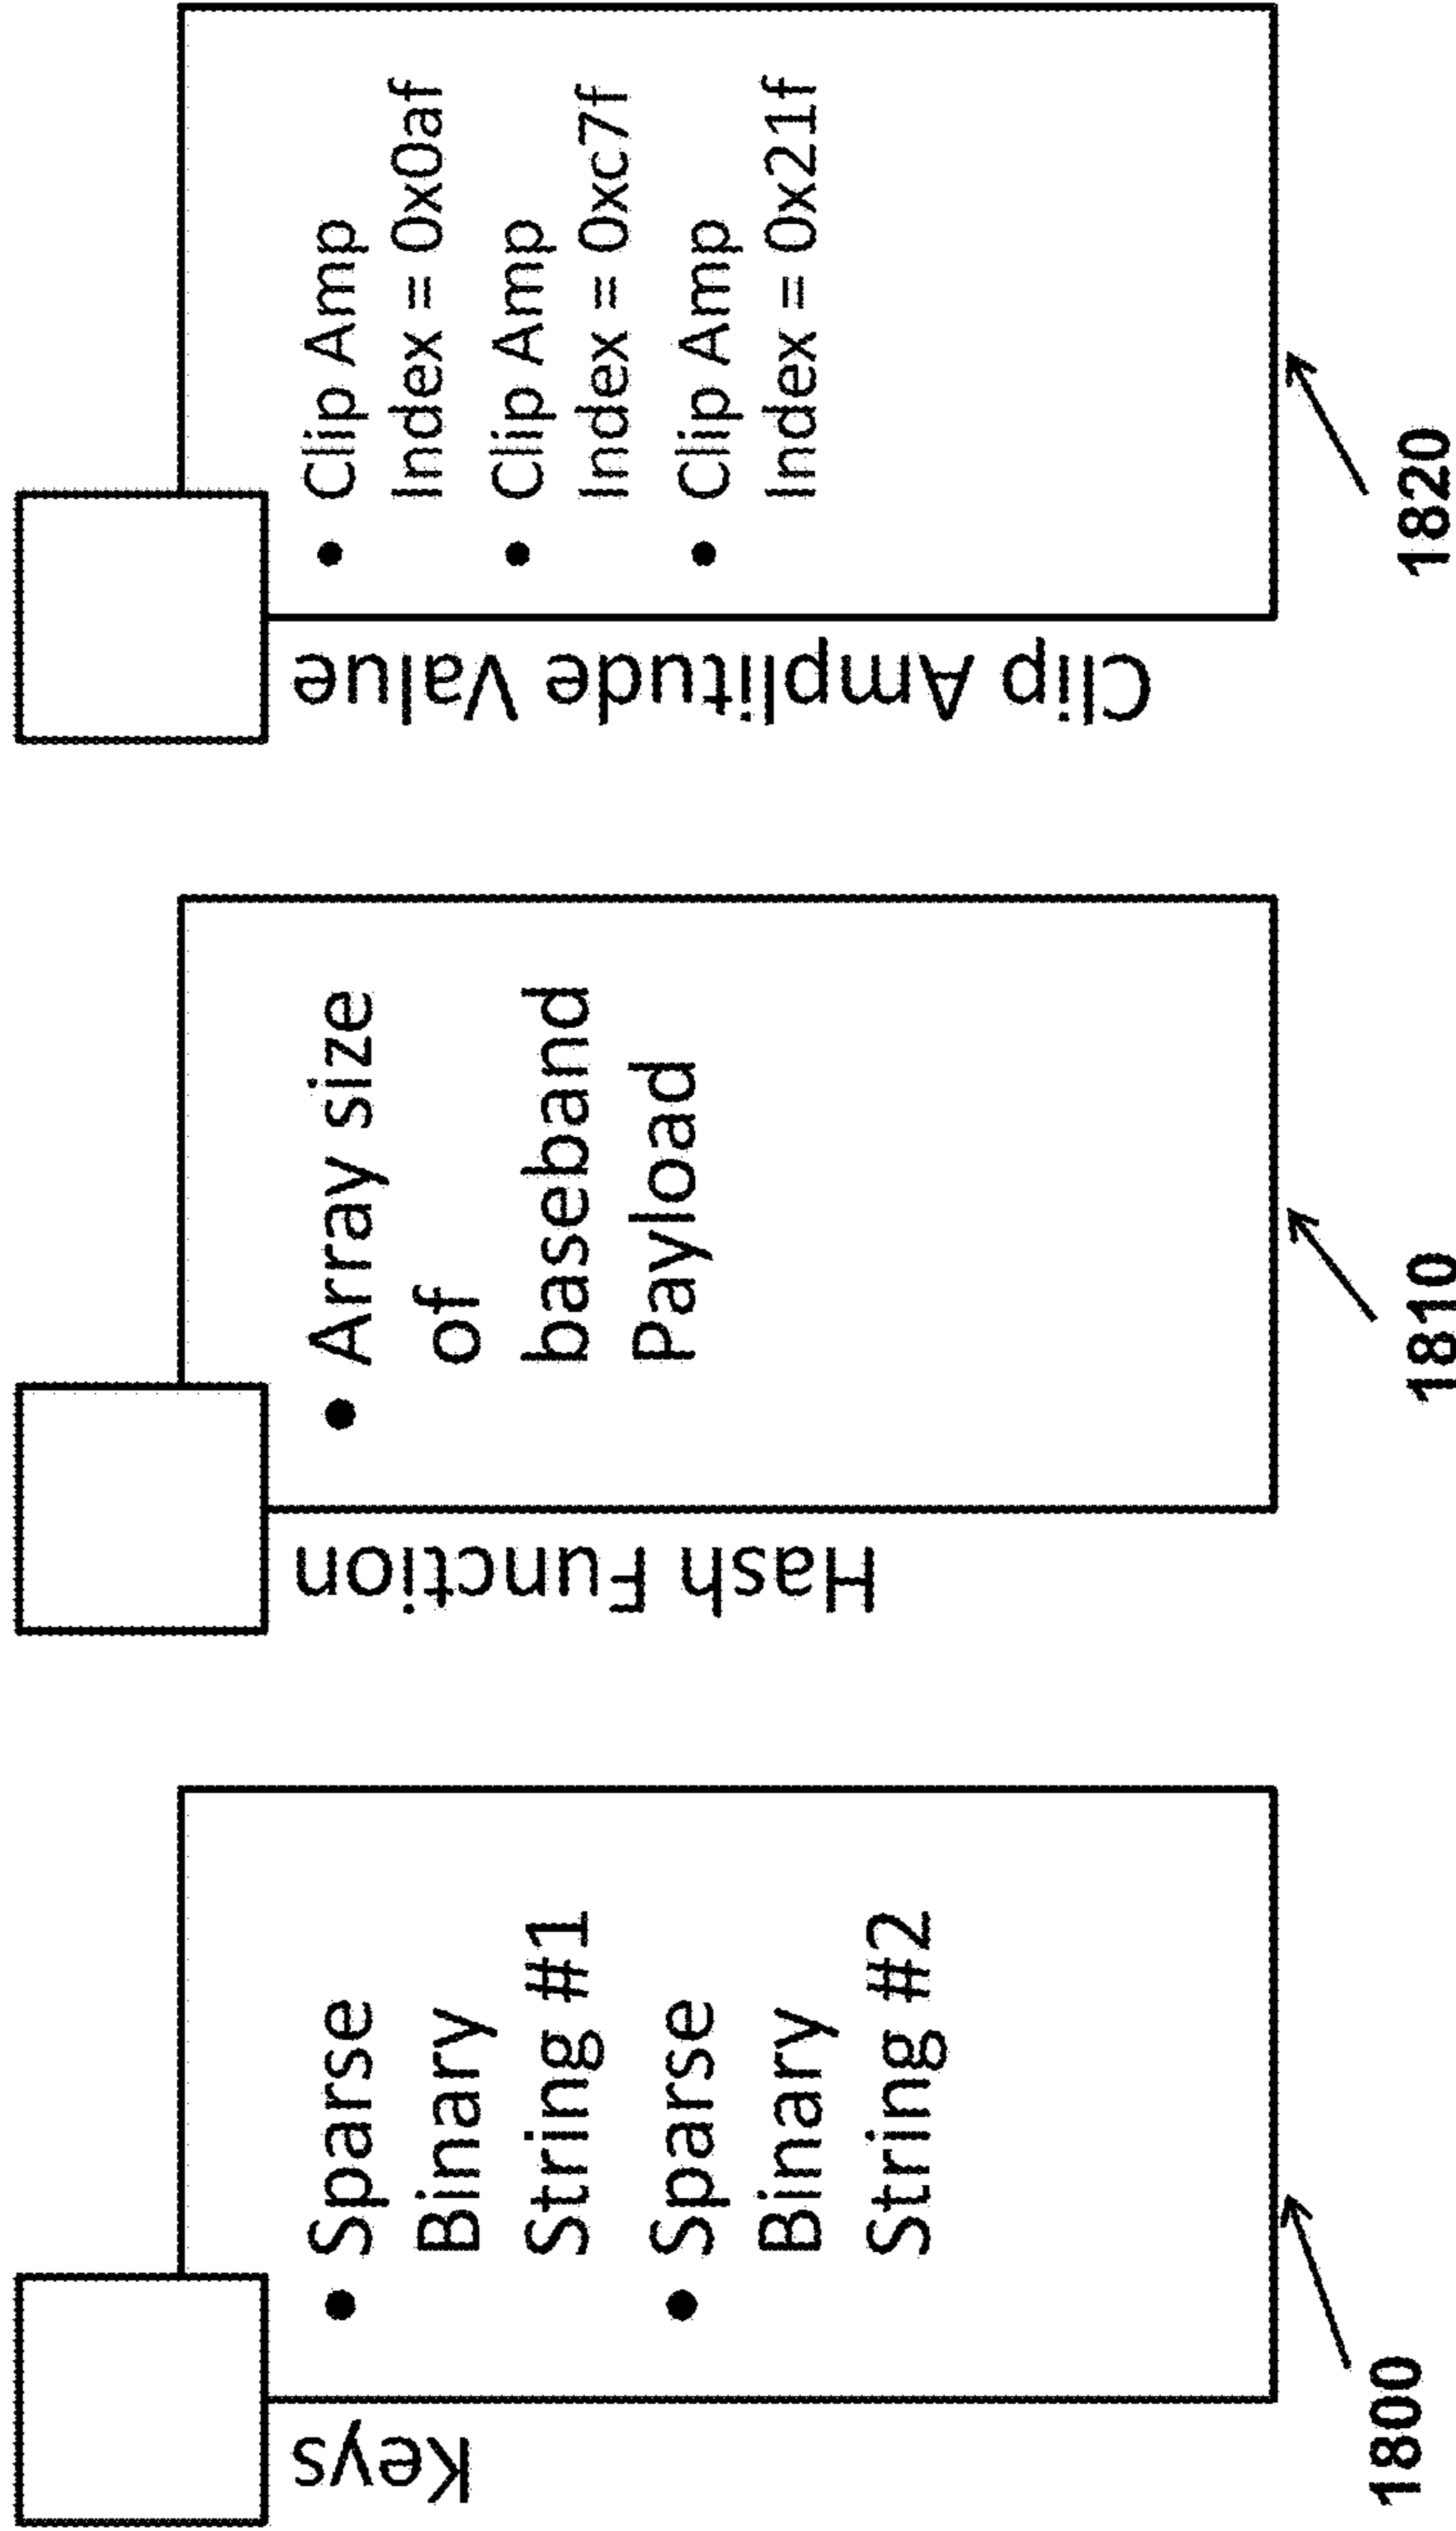 Keys
• Sparse
Binary
String #1
• Sparse
Binary
String #2
1800
Hash Function
• Array size
of
baseband
Payload
1810
Clip Amplitude Value
• Clip Amp
Index = 0x0af
• Clip Amp
Index = 0xc7f
• Clip Amp
Index = 0x21f
1820